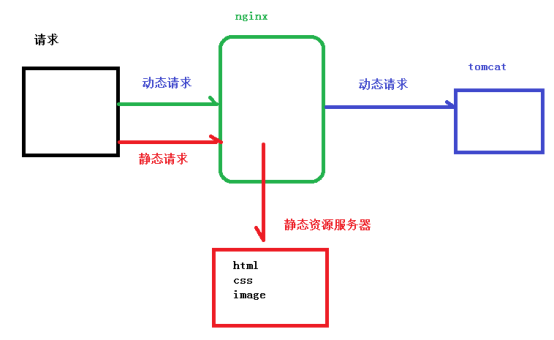 nginx
请求
tomcat
动态请求
动态请求
静态请求
静态资源服务器
html
css
image